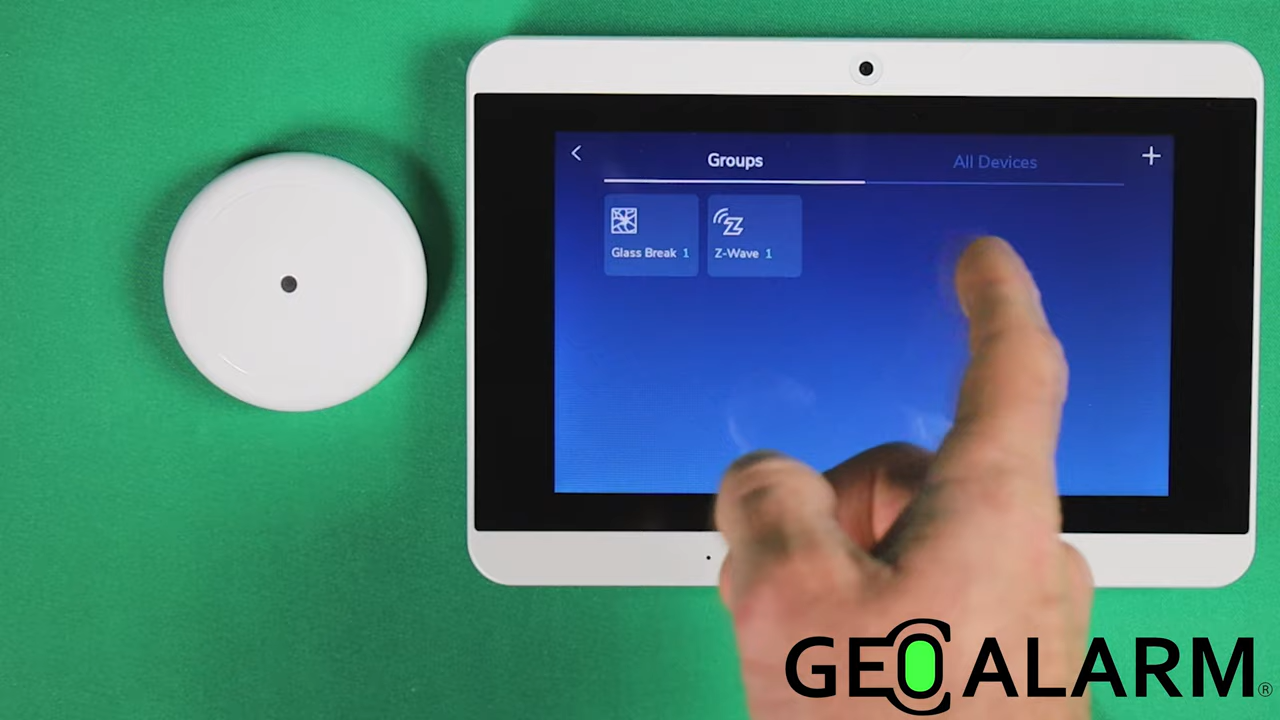 Groups
All Devices
Glass Break 1
Z-Wave 1
GEOALARM®